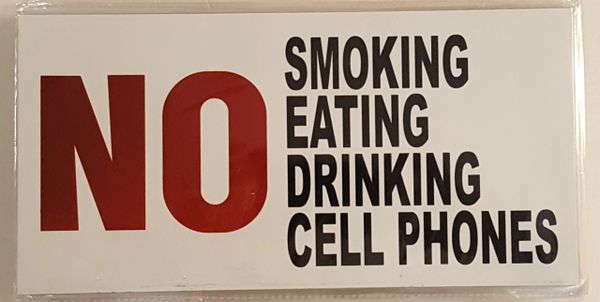 NO
SMOKING
EATING
DRINKING
CELL PHONES